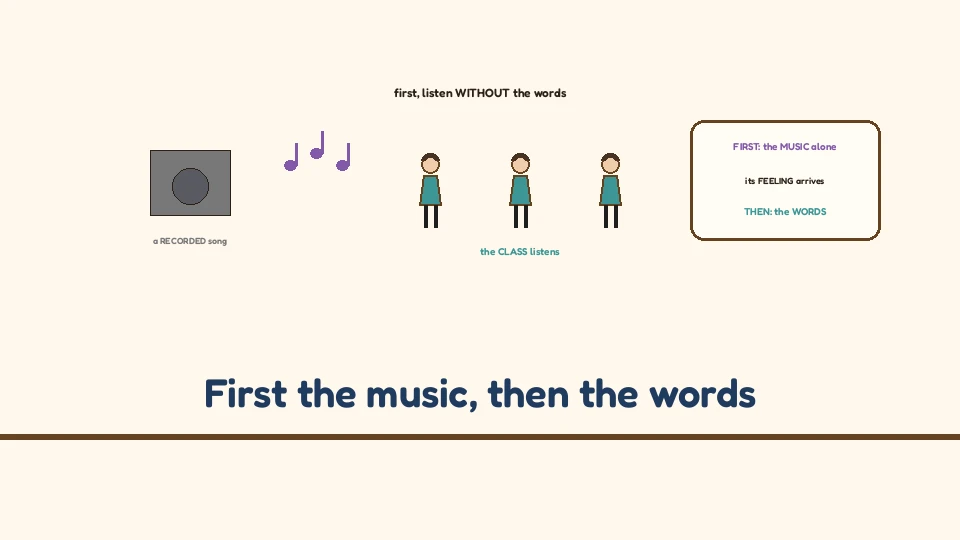 first, listen WITHOUT the words
FIRST: the MUSIC alone
its FEELING arrives
THEN: the WORDS
a RECORDED song
the CLASS listens
First the music, then the words